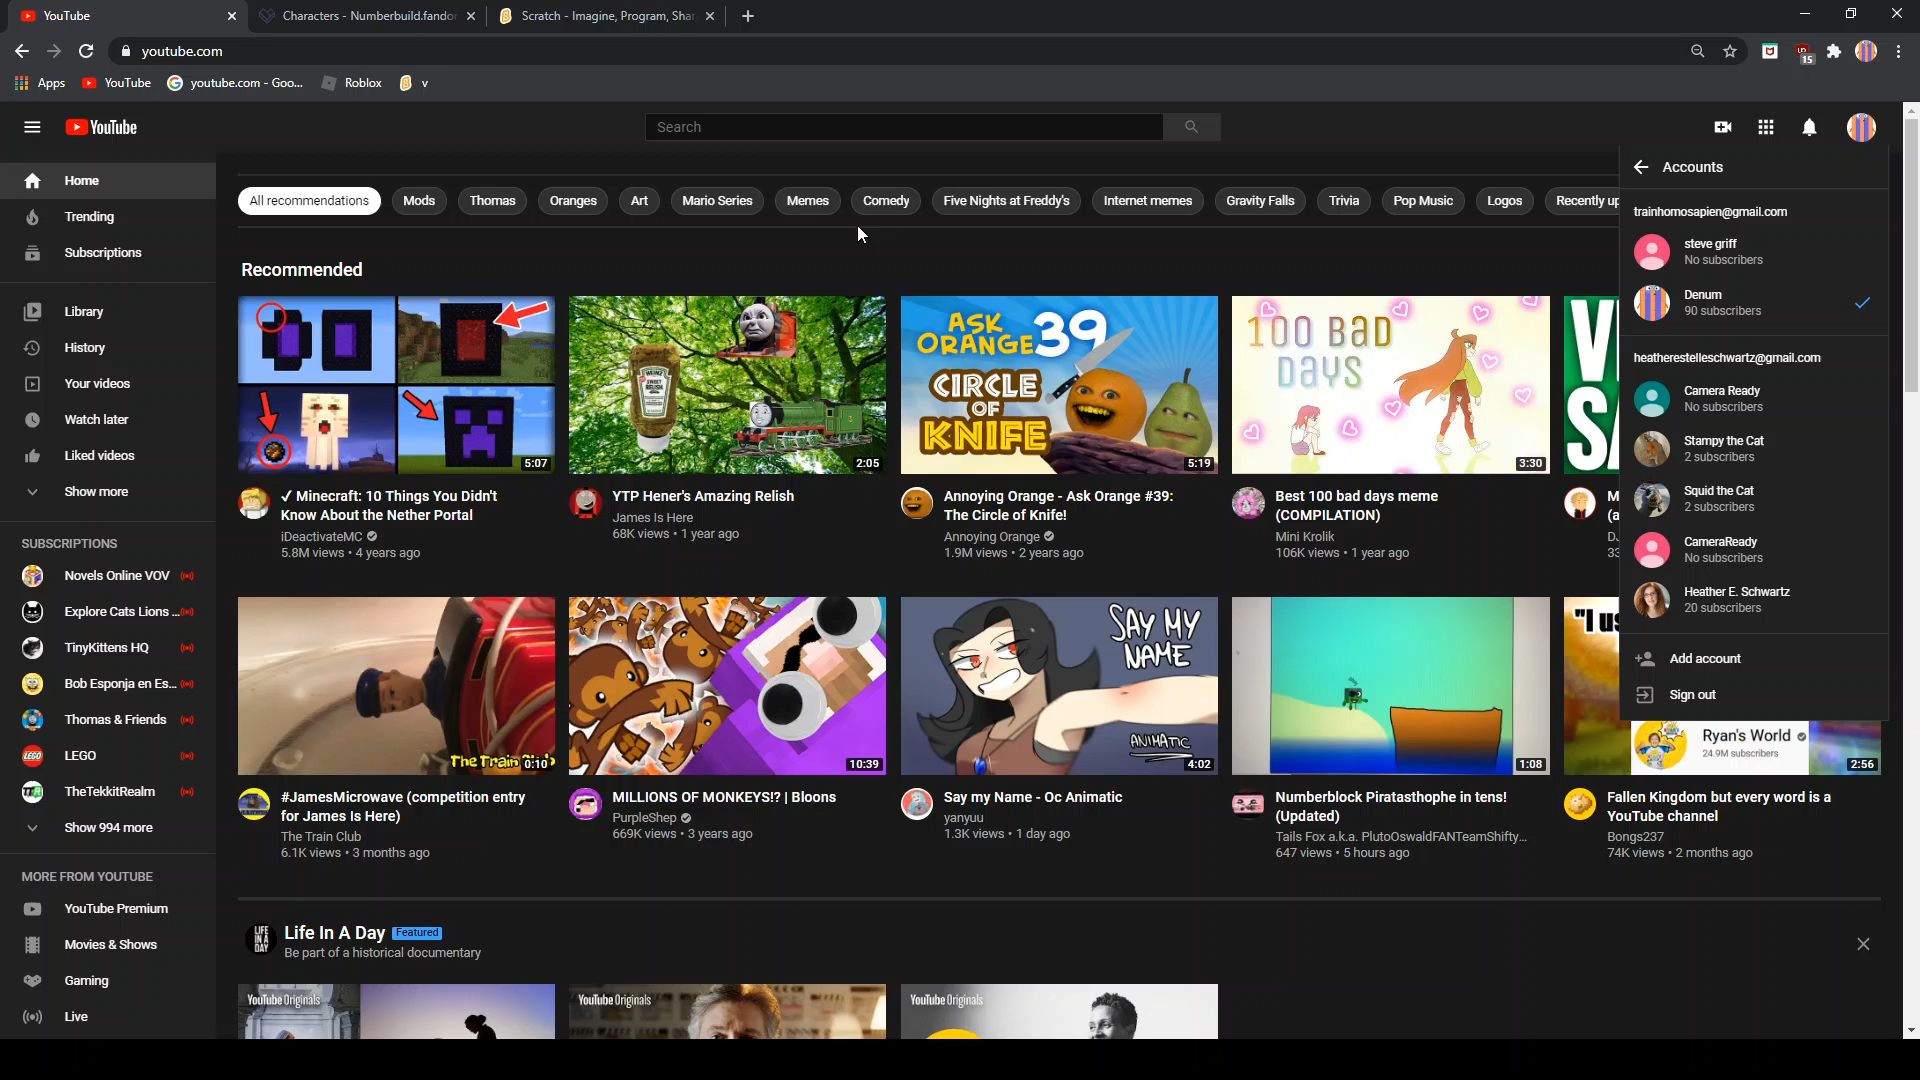 YouTube
Characters - Numberbuild.fandor
Scratch - Imagine, Program, Shar
youtube.com
15
Apps
YouTube
youtube.com - Goo...
Roblox
v
YouTube
Search
Home
Trending
Subscriptions
Library
History
Your videos
Watch later
Liked videos
Show more
SUBSCRIPTIONS
Novels Online VOV
Explore Cats Lions ...
TinyKittens HQ
Bob Esponja en Es...
Thomas & Friends
LEGO
TheTekkitRealm
Show 994 more
MORE FROM YOUTUBE
YouTube Premium
Movies & Shows
Gaming
Live
All recommendations
Mods
Thomas
Oranges
Art
Mario Series
Memes
Comedy
Five Nights at Freddy's
Internet memes
Gravity Falls
Trivia
Pop Music
Logos
Recently up
Recommended
5:07
HEINZ
SWEET
RELISH
2:05
ASK
ORANGE 39
CIRCLE
OF
KNIFE
5:19
100 BAD
DAYS
3:30
✓ Minecraft: 10 Things You Didn't
Know About the Nether Portal
iDeactivateMC
5.8M views • 4 years ago
YTP Hener's Amazing Relish
James Is Here
68K views • 1 year ago
Annoying Orange - Ask Orange #39:
The Circle of Knife!
Annoying Orange
1.9M views • 2 years ago
Best 100 bad days meme
(COMPILATION)
Mini Krolik
106K views • 1 year ago
The Train
0:10
10:39
SAY MY
NAME
ANIMATIC
4:02
1:08
"I us
Ryan's World
24.9M subscribers
2:56
#JamesMicrowave (competition entry
for James Is Here)
The Train Club
6.1K views • 3 months ago
MILLIONS OF MONKEYS!? | Bloons
PurpleShep
669K views • 3 years ago
Say my Name - Oc Animatic
yanyuu
1.3K views • 1 day ago
Numberblock Piratasthophe in tens!
(Updated)
Tails Fox a.k.a. PlutoOswaldFANTeamShifty...
647 views • 5 hours ago
Fallen Kingdom but every word is a
YouTube channel
Bongs237
74K views • 2 months ago
LIFE
IN A
DAY
Life In A Day
Featured
Be part of a historical documentary
YouTube Originals
YouTube Originals
YouTube Originals
Accounts
trainhomosapien@gmail.com
steve griff
No subscribers
Denum
90 subscribers
heatherestelleschwartz@gmail.com
Camera Ready
No subscribers
Stampy the Cat
2 subscribers
Squid the Cat
2 subscribers
CameraReady
No subscribers
Heather E. Schwartz
20 subscribers
Add account
Sign out